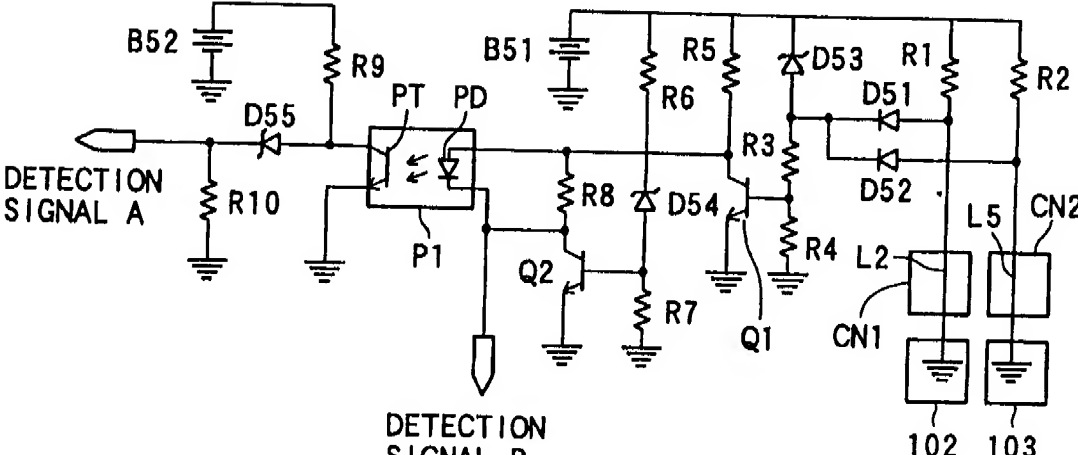 B52
R9
B51
R6
R5
D53
R1
R2
D55
PT
PD
D51
R3
D52
DETECTION
SIGNAL A
R10
P1
R8
D54
Q2
R7
Q1
R4
L2
L5
CN2
CN1
DETECTION
SIGNAL
102
103